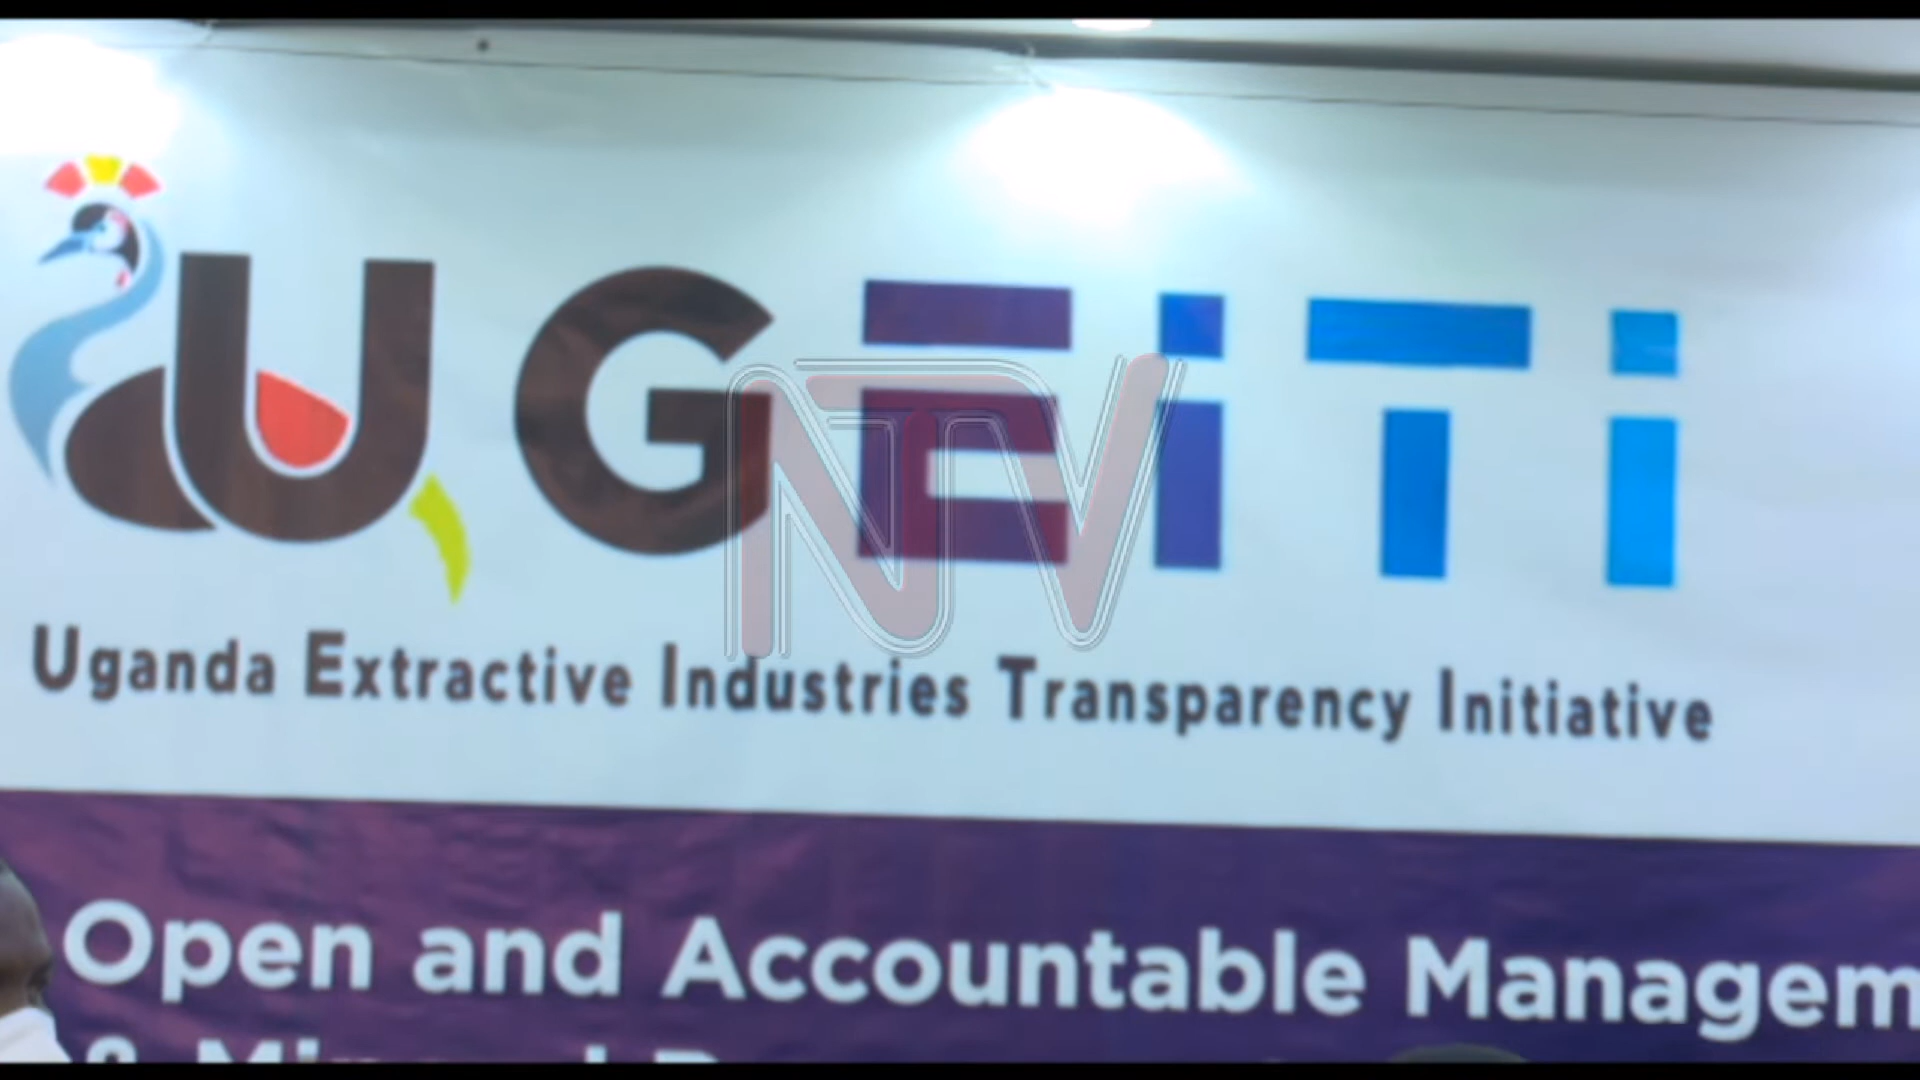 UGEiTi
NTV
Uganda Extractive Industries Transparency Initiative
Open and Accountable Managem
&